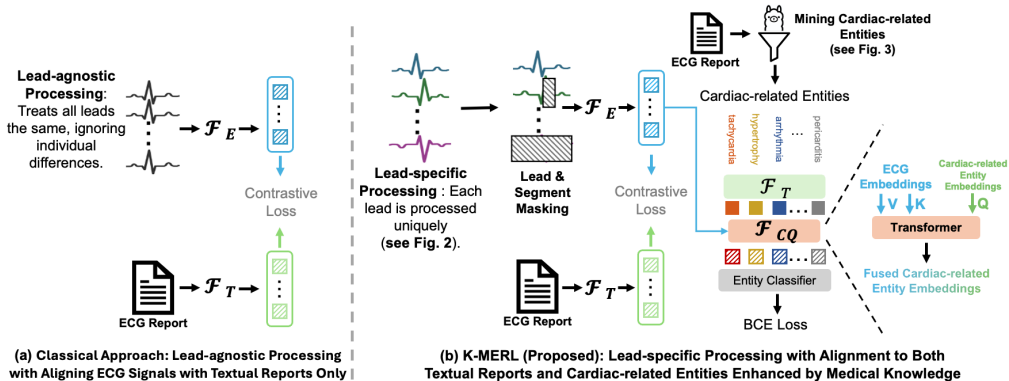 Lead-agnostic
Processing:
Treats all leads
the same, ignoring
individual
differences.
𝓕 E
Contrastive
Loss
ECG Report
𝓕 T
(a) Classical Approach: Lead-agnostic Processing
with Aligning ECG Signals with Textual Reports Only
Lead-specific
Processing : Each
lead is processed
uniquely
(see Fig. 2).
Lead &
Segment
Masking
𝓕 E
Contrastive
Loss
ECG Report
𝓕 T
ECG Report
Mining Cardiac-related
Entities
(see Fig. 3)
Cardiac-related Entities
tachycardia
hypertrophy
arrhythmia
...
pericarditis
𝓕 T
𝓕 CQ
Entity Classifier
BCE Loss
ECG
Embeddings
Cardiac-related
Entity
Embeddings
V K Q
Transformer
Fused Cardiac-related
Entity Embeddings
(b) K-MERL (Proposed): Lead-specific Processing with Alignment to Both
Textual Reports and Cardiac-related Entities Enhanced by Medical Knowledge